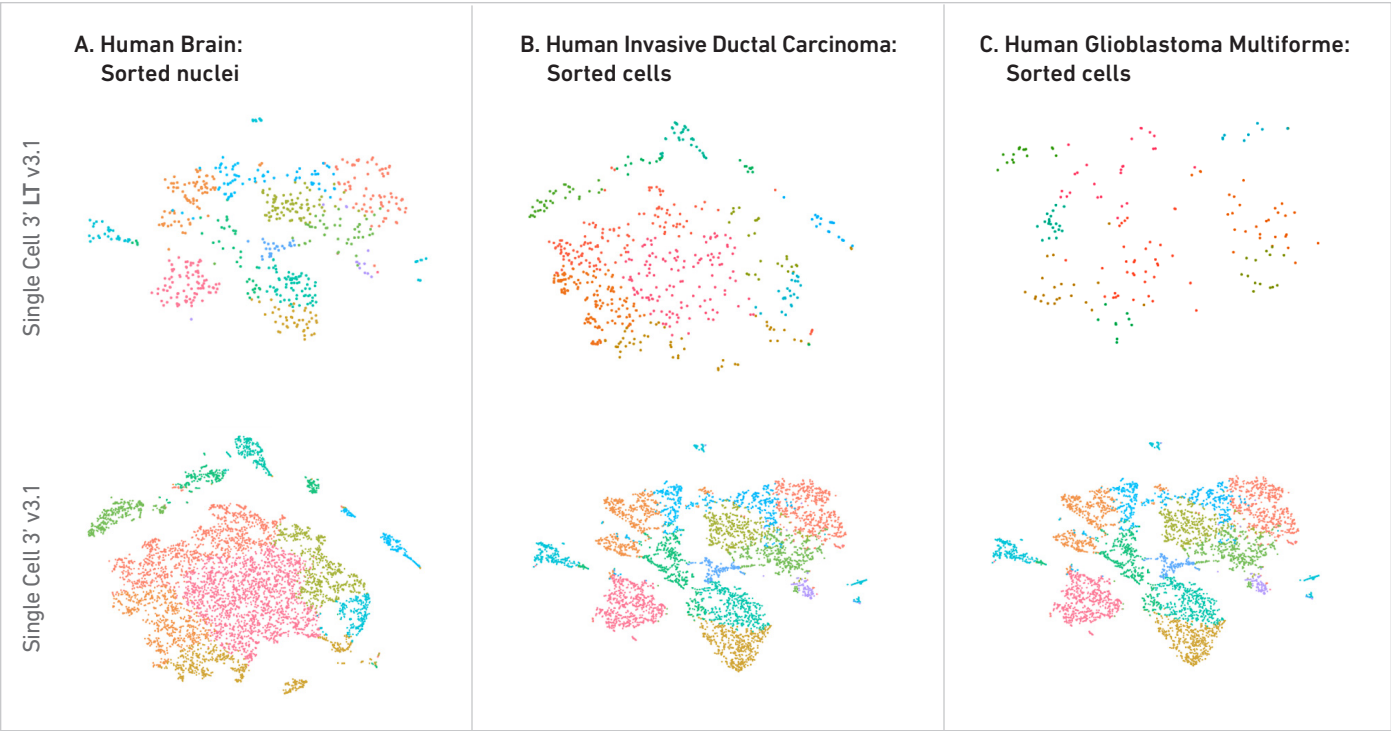 A. Human Brain:
Sorted nuclei
B. Human Invasive Ductal Carcinoma:
Sorted cells
C. Human Glioblastoma Multiforme:
Sorted cells
Single Cell 3' LT v3.1
Single Cell 3' v3.1